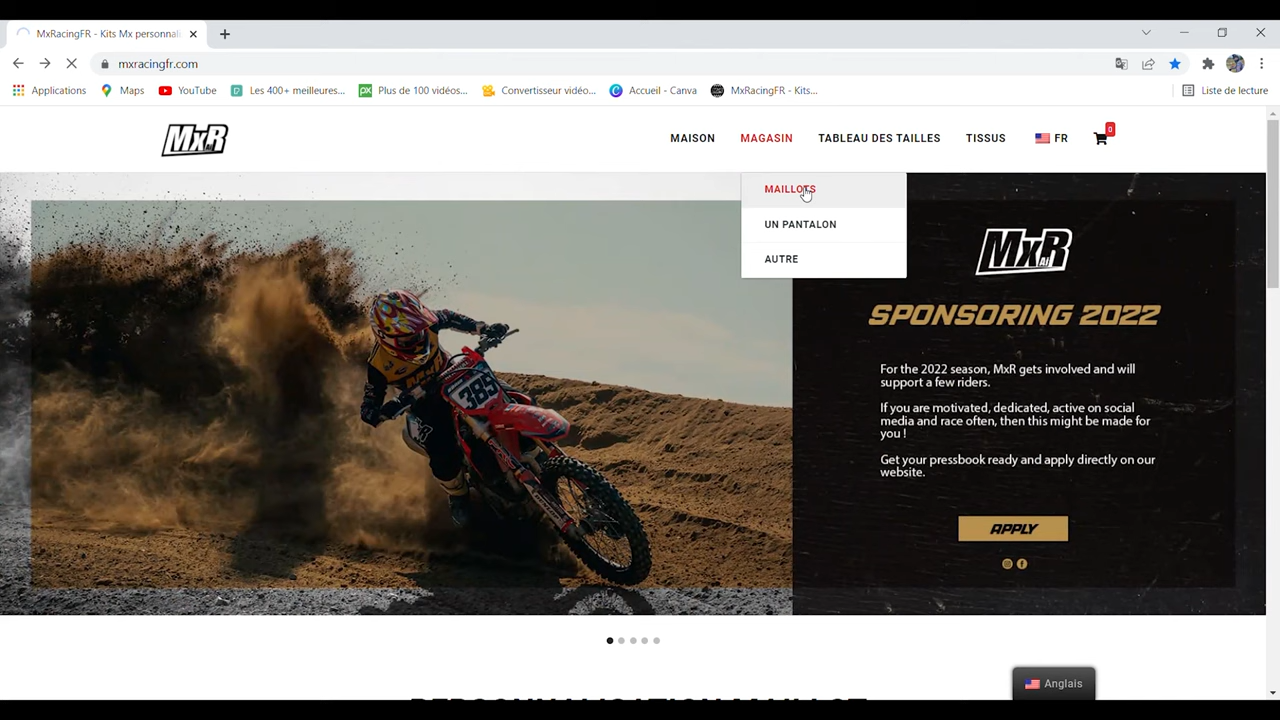 MxRacingFR - Kits Mx personnali
mxracingfr.com
Applications
Maps
YouTube
Les 400+ meilleures...
Plus de 100 vidéos...
Convertisseur vidéo...
Accueil - Canva
MxRacingFR - Kits...
Liste de lecture
MxR
MAISON
MAGASIN
TABLEAU DES TAILLES
TISSUS
FR
0
MAILLOTS
UN PANTALON
AUTRE
389
MxR
SPONSORING 2022
For the 2022 season, MxR gets involved and will
support a few riders.
If you are motivated, dedicated, active on social
media and race often, then this might be made for
you !
Get your pressbook ready and apply directly on our
website.
APPLY
Anglais
PERSONNALISATION MAILLOT